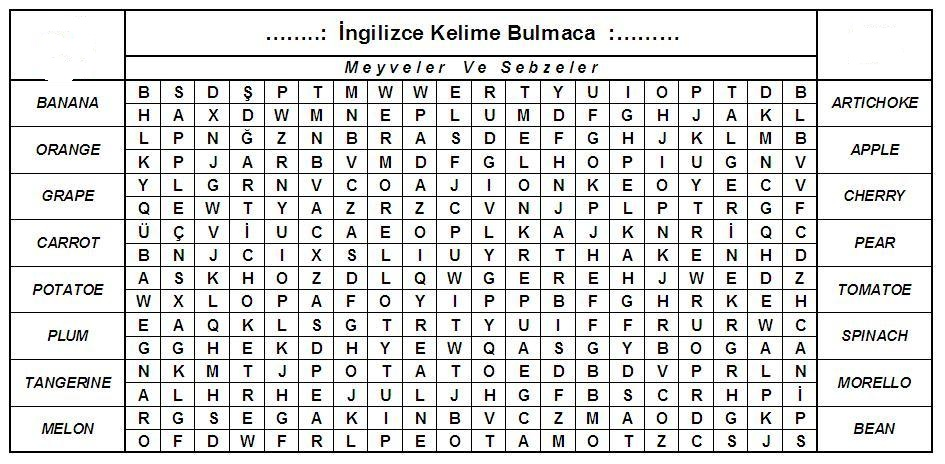 ........: İngilizce Kelime Bulmaca :.........
Meyveler Ve Sebzeler
BANANA
ORANGE
GRAPE
CARROT
POTATOE
PLUM
TANGERINE
MELON
B S D Ş P T M W W E R T Y U I O P T D B
H A X D W M N E P L U M D F G H J A K L
L P N Ğ Z N B R A S D E F G H J K L M B
K P J A R B V M D F G L H O P I U G N V
Y L G R N V C O A J I O N K E O Y E C V
Q E W T Y A Z R Z C V N J P L P T R G F
Ü Ç V İ U C A E O P L K A J K N R İ Q C
B N J C I X S L I U Y R T H A K E N H D
A S K H O Z D L Q W G E R E H J W E D Z
W X L O P A F O Y I P P B F G H R K E H
E A Q K L S G T R T Y U I F F R U R W C
G G H E K D H Y E W Q A S G Y B O G A A
N K M T J P O T A T O E D B D V P R L N
A L H R H E J U L J H G F B S C R H P İ
R G S E G A K I N B V C Z M A O D G K P
O F D W F R L P E O T A M O T Z C S J S
ARTICHOKE
APPLE
CHERRY
PEAR
TOMATOE
SPINACH
MORELLO
BEAN